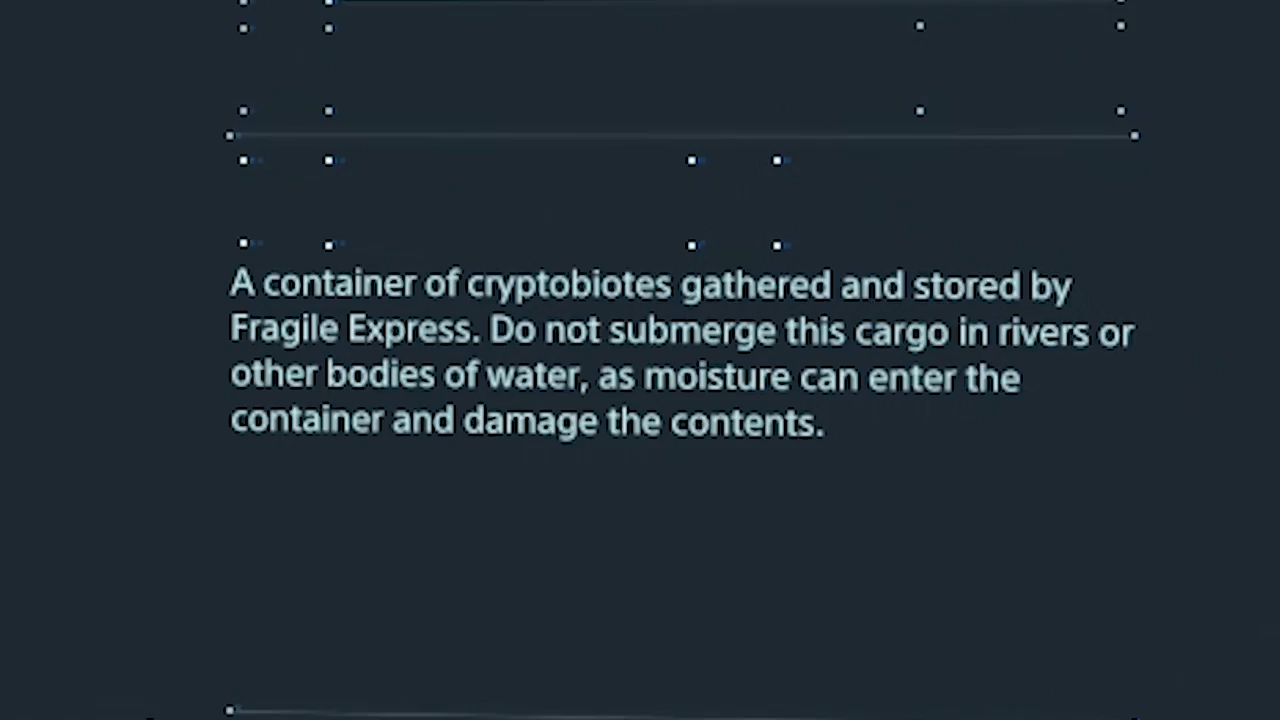 A container of cryptobiotes gathered and stored by
Fragile Express. Do not submerge this cargo in rivers or
other bodies of water, as moisture can enter the
container and damage the contents.